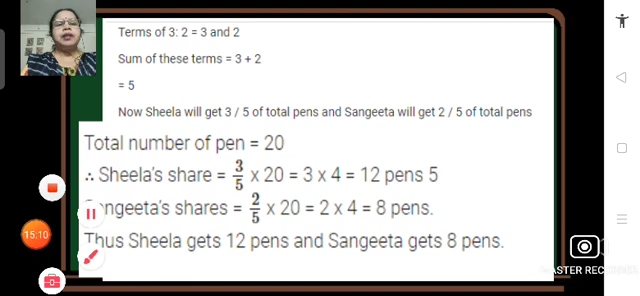 Terms of 3: 2 = 3 and 2
Sum of these terms = 3 + 2
= 5
Now Sheela will get 3 / 5 of total pens and Sangeeta will get 2 / 5 of total pens
Total number of pen = 20
∴ Sheela's share = 3/5 x 20 = 3 x 4 = 12 pens 5
ngeeta's shares = 2/5 x 20 = 2 x 4 = 8 pens.
Thus Sheela gets 12 pens and Sangeeta gets 8 pens.
15:10
ASTER REC